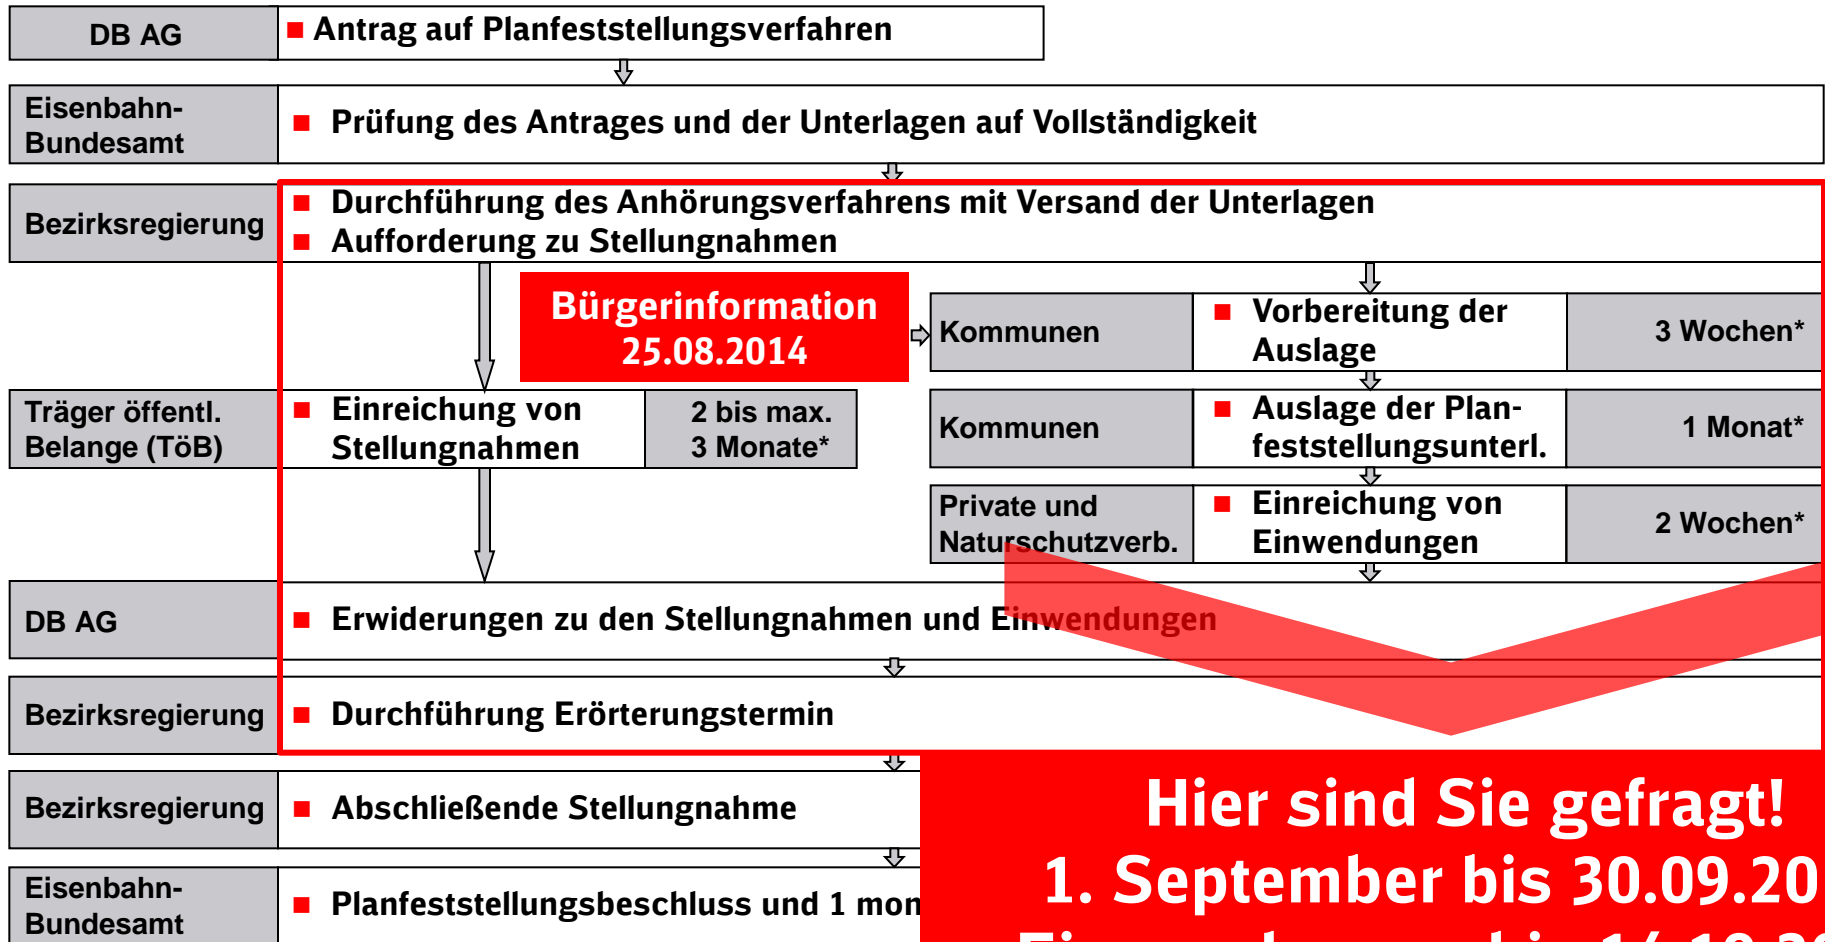 DB AG
Antrag auf Planfeststellungsverfahren
Eisenbahn-
Bundesamt
Prüfung des Antrages und der Unterlagen auf Vollständigkeit
Bezirksregierung
Durchführung des Anhörungsverfahrens mit Versand der Unterlagen
Aufforderung zu Stellungnahmen
Bürgerinformation
25.08.2014
Kommunen
Vorbereitung der
Auslage
3 Wochen*
Träger öffentl.
Belange (TöB)
Einreichung von
Stellungnahmen
2 bis max.
3 Monate*
Kommunen
Auslage der Plan-
feststellungsunterl.
1 Monat*
Private und
Naturschutzverb.
Einreichung von
Einwendungen
2 Wochen*
DB AG
Erwiderungen zu den Stellungnahmen und Einwendungen
Bezirksregierung
Durchführung Erörterungstermin
Bezirksregierung
Abschließende Stellungnahme
Hier sind Sie gefragt!
1. September bis 30.09.20
Eisenbahn-
Bundesamt
Planfeststellungsbeschluss und 1 mon